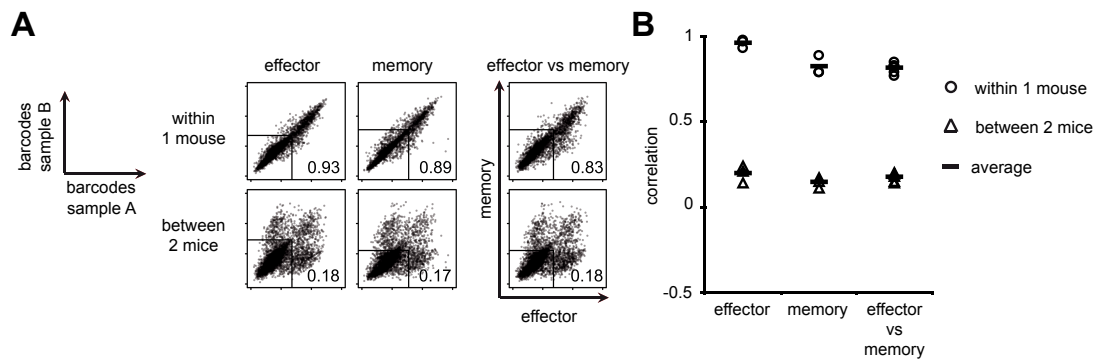 A
barcodes
sample B
barcodes
sample A
effector
memory
effector vs memory
within
1 mouse
0.93
0.89
0.83
between
2 mice
0.18
0.17
0.18
memory
effector
B
correlation
1
0.5
0
-0.5
effector
memory
effector
vs
memory
within 1 mouse
between 2 mice
average